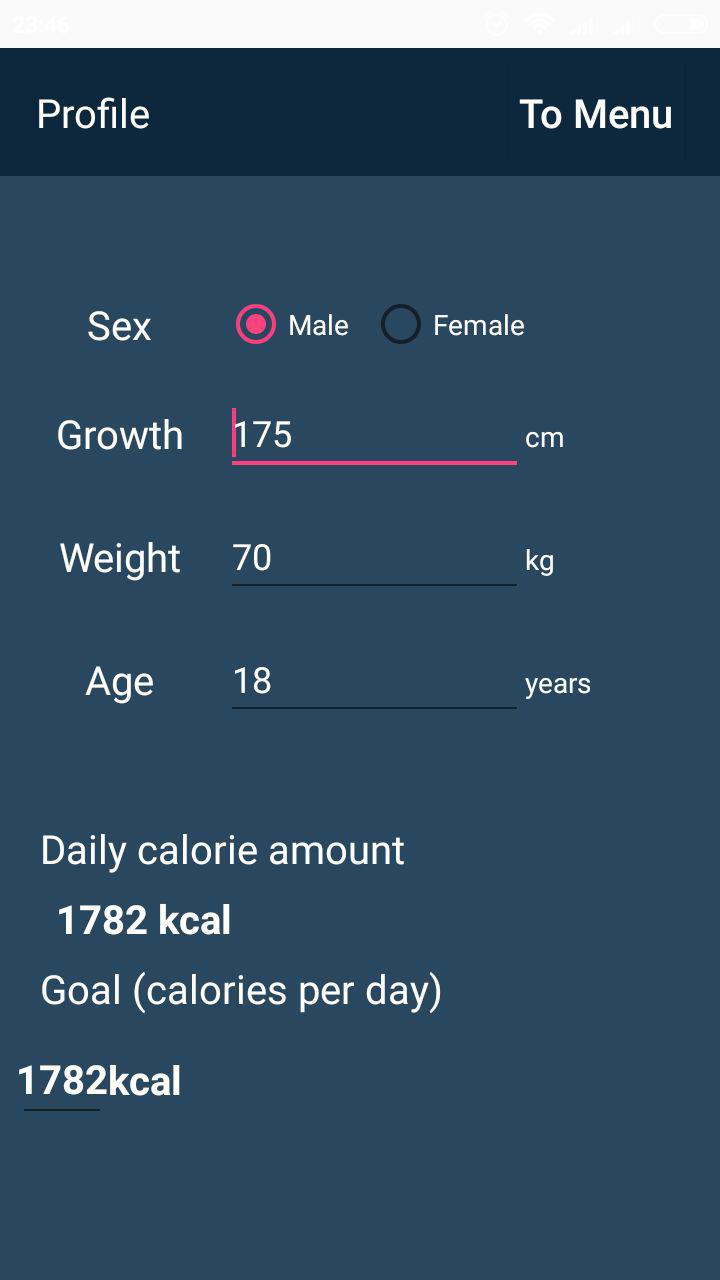 23:46
Profile To Menu
Sex Male Female
Growth 175 cm
Weight 70 kg
Age 18 years
Daily calorie amount
1782 kcal
Goal (calories per day)
1782kcal